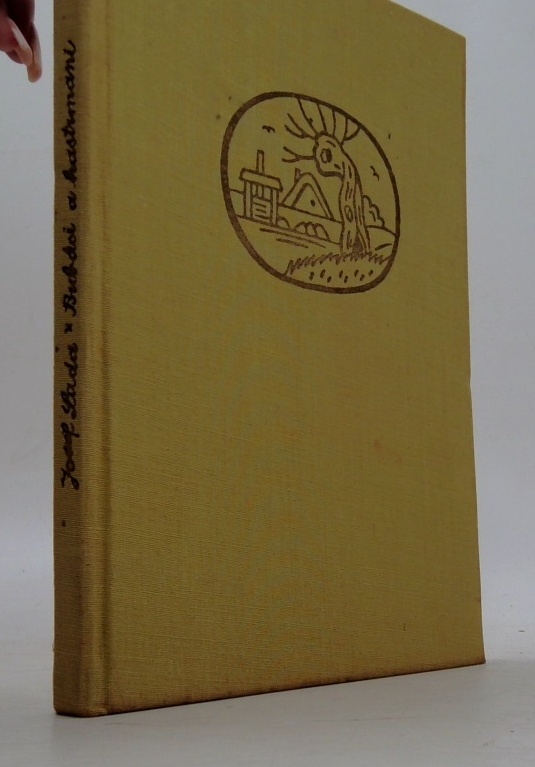 Josef Lada × Bubáci a hastrmani